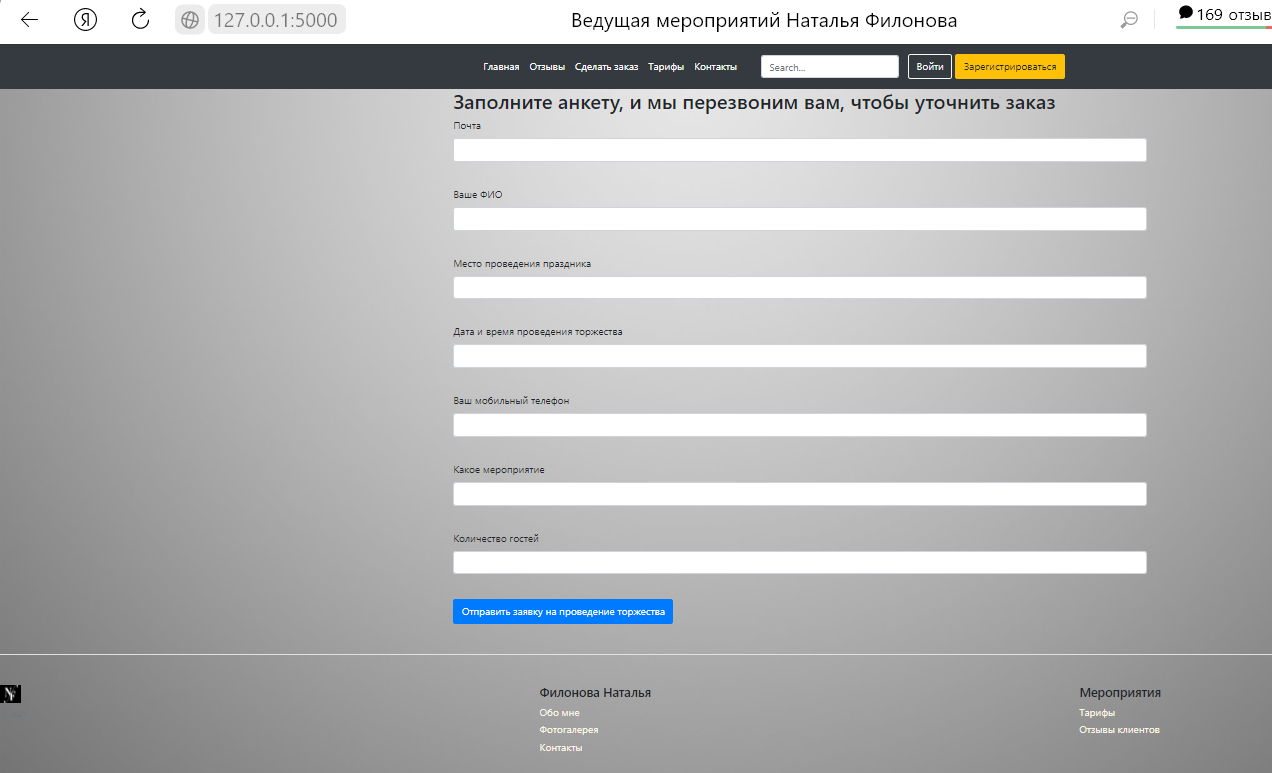 Я
127.0.0.1:5000
Ведущая мероприятий Наталья Филонова
169 отзыв
Главная Отзывы Сделать заказ Тарифы Контакты Search... Войти Зарегистрироваться
Заполните анкету, и мы перезвоним вам, чтобы уточнить заказ
Почта
Ваше ФИО
Место проведения праздника
Дата и время проведения торжества
Ваш мобильный телефон
Какое мероприятие
Количество гостей
Отправить заявку на проведение торжества
Филонова Наталья
Обо мне
Фотогалерея
Контакты
Мероприятия
Тарифы
Отзывы клиентов